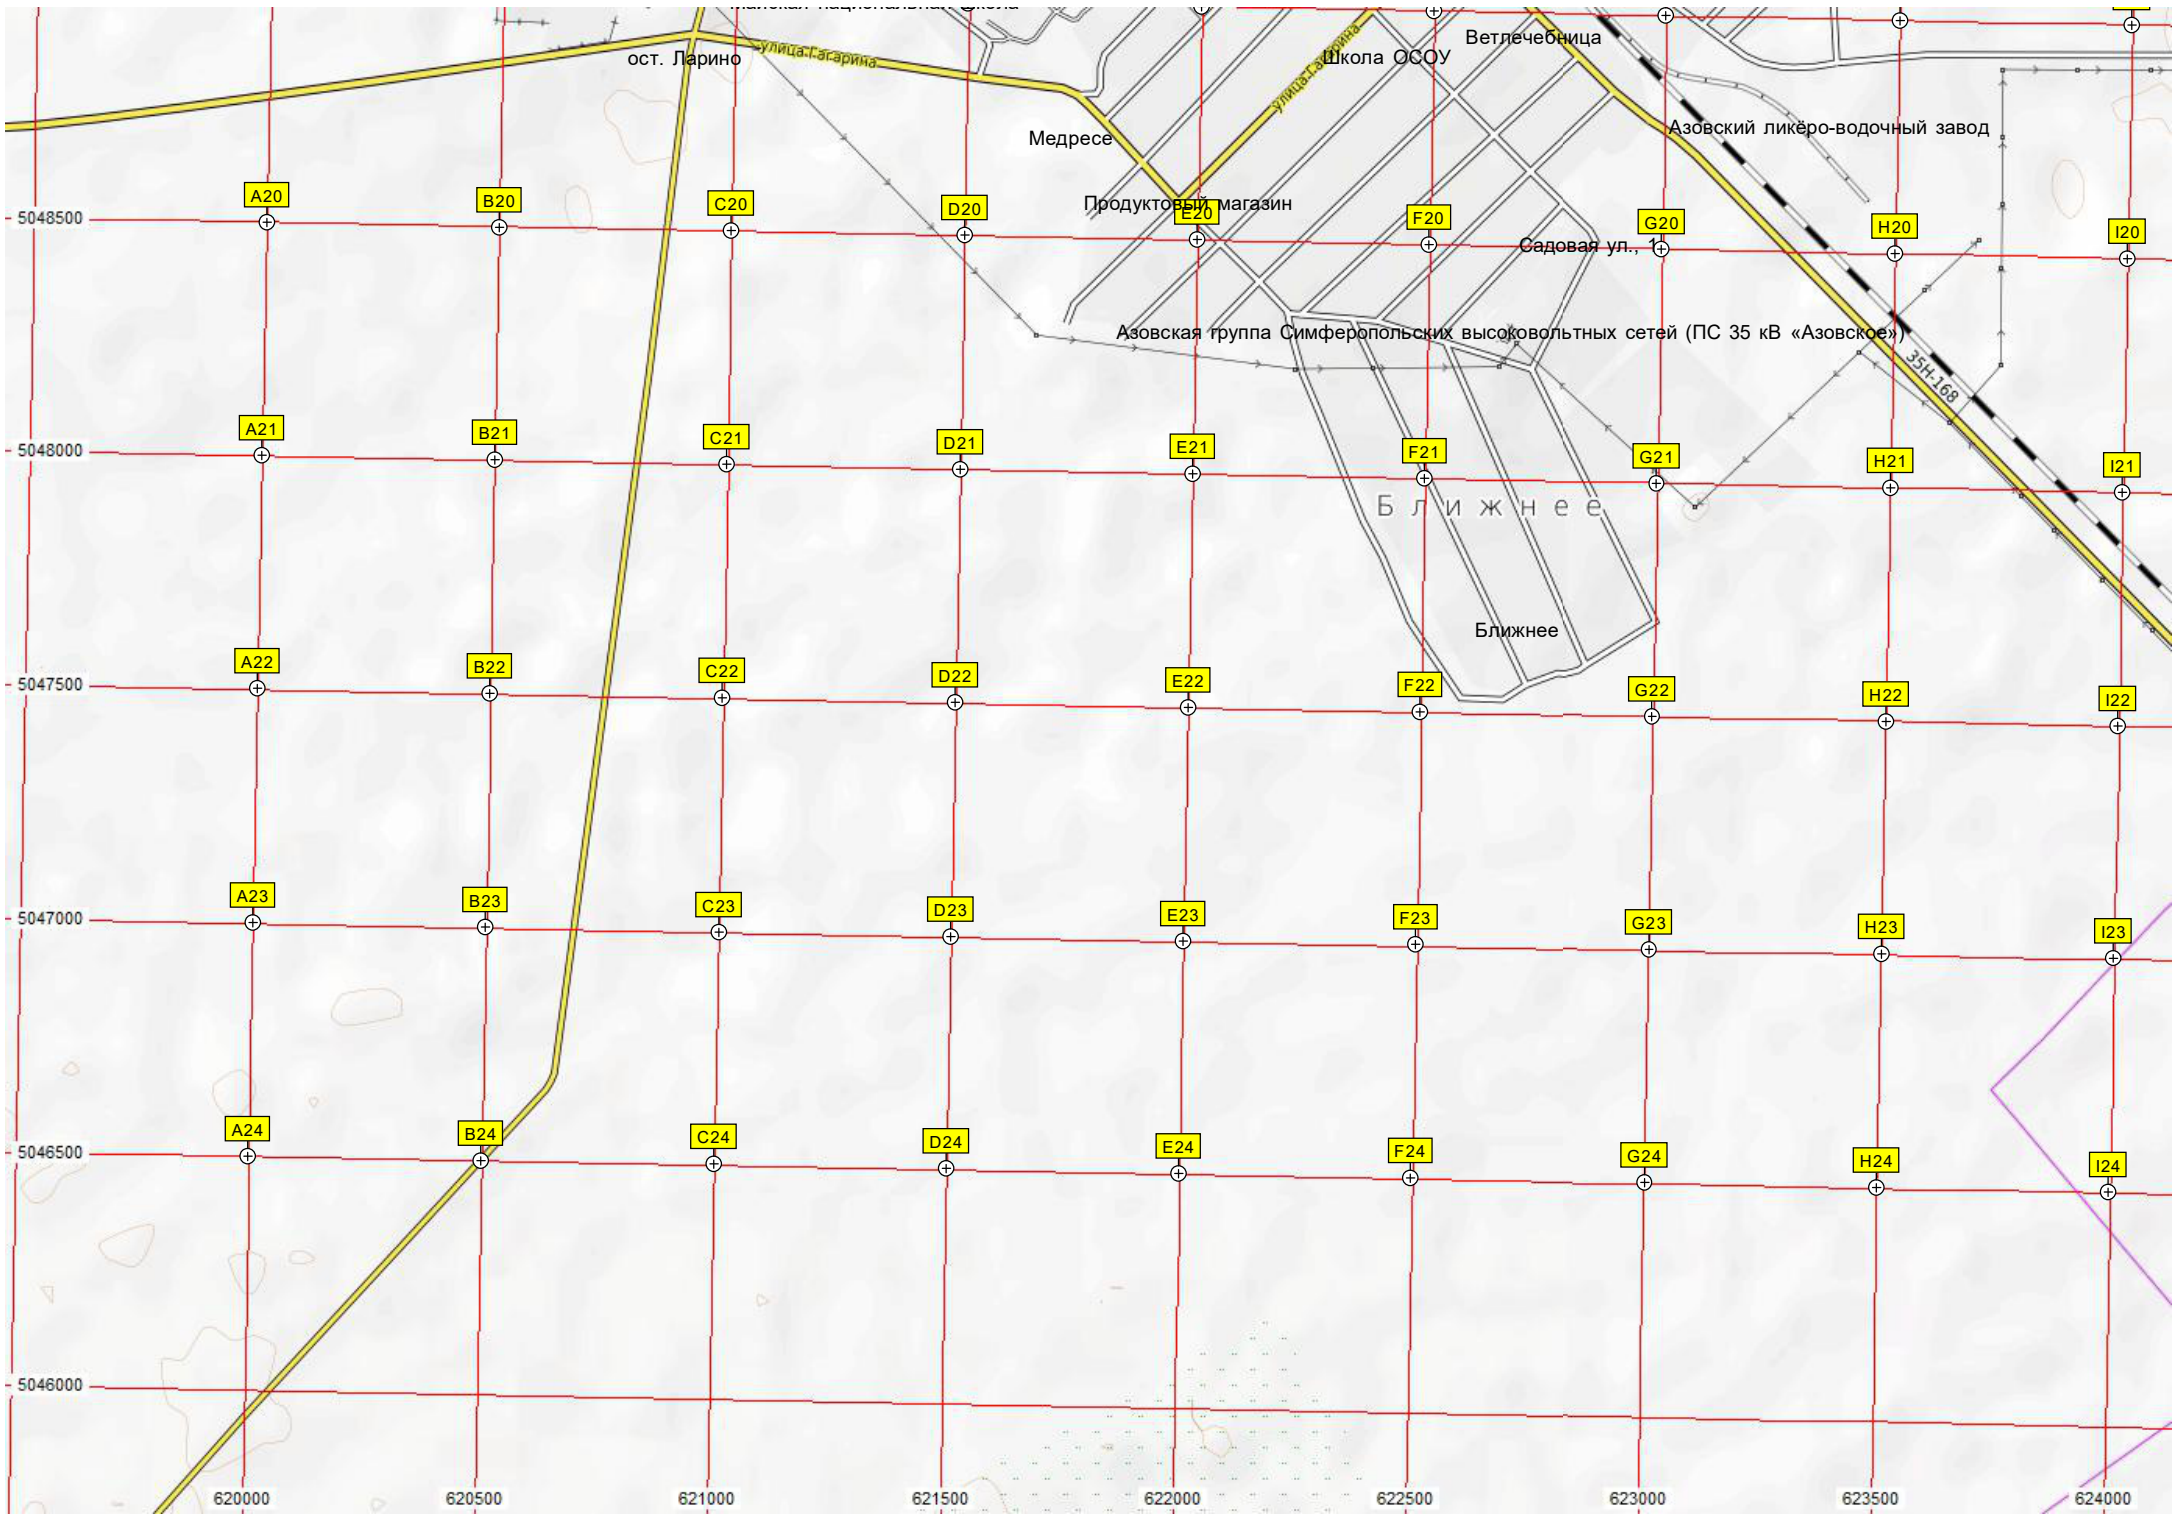 Майская национальная школа
ост. Ларино
улица Гагарина
улица Гагарина
Школа ОСОУ
Ветлечебница
Медресе
Азовский ликёро-водочный завод
Продуктовый магазин
A20 B20 C20 D20 E20 F20 G20 H20 I20
5048500
Садовая ул., 1
Азовская группа Симферопольских высоковольтных сетей (ПС 35 кВ «Азовское»)
35Н-168
A21 B21 C21 D21 E21 F21 G21 H21 I21
5048000
Ближнее
Ближнее
A22 B22 C22 D22 E22 F22 G22 H22 I22
5047500
A23 B23 C23 D23 E23 F23 G23 H23 I23
5047000
A24 B24 C24 D24 E24 F24 G24 H24 I24
5046500
5046000
620000 620500 621000 621500 622000 622500 623000 623500 624000